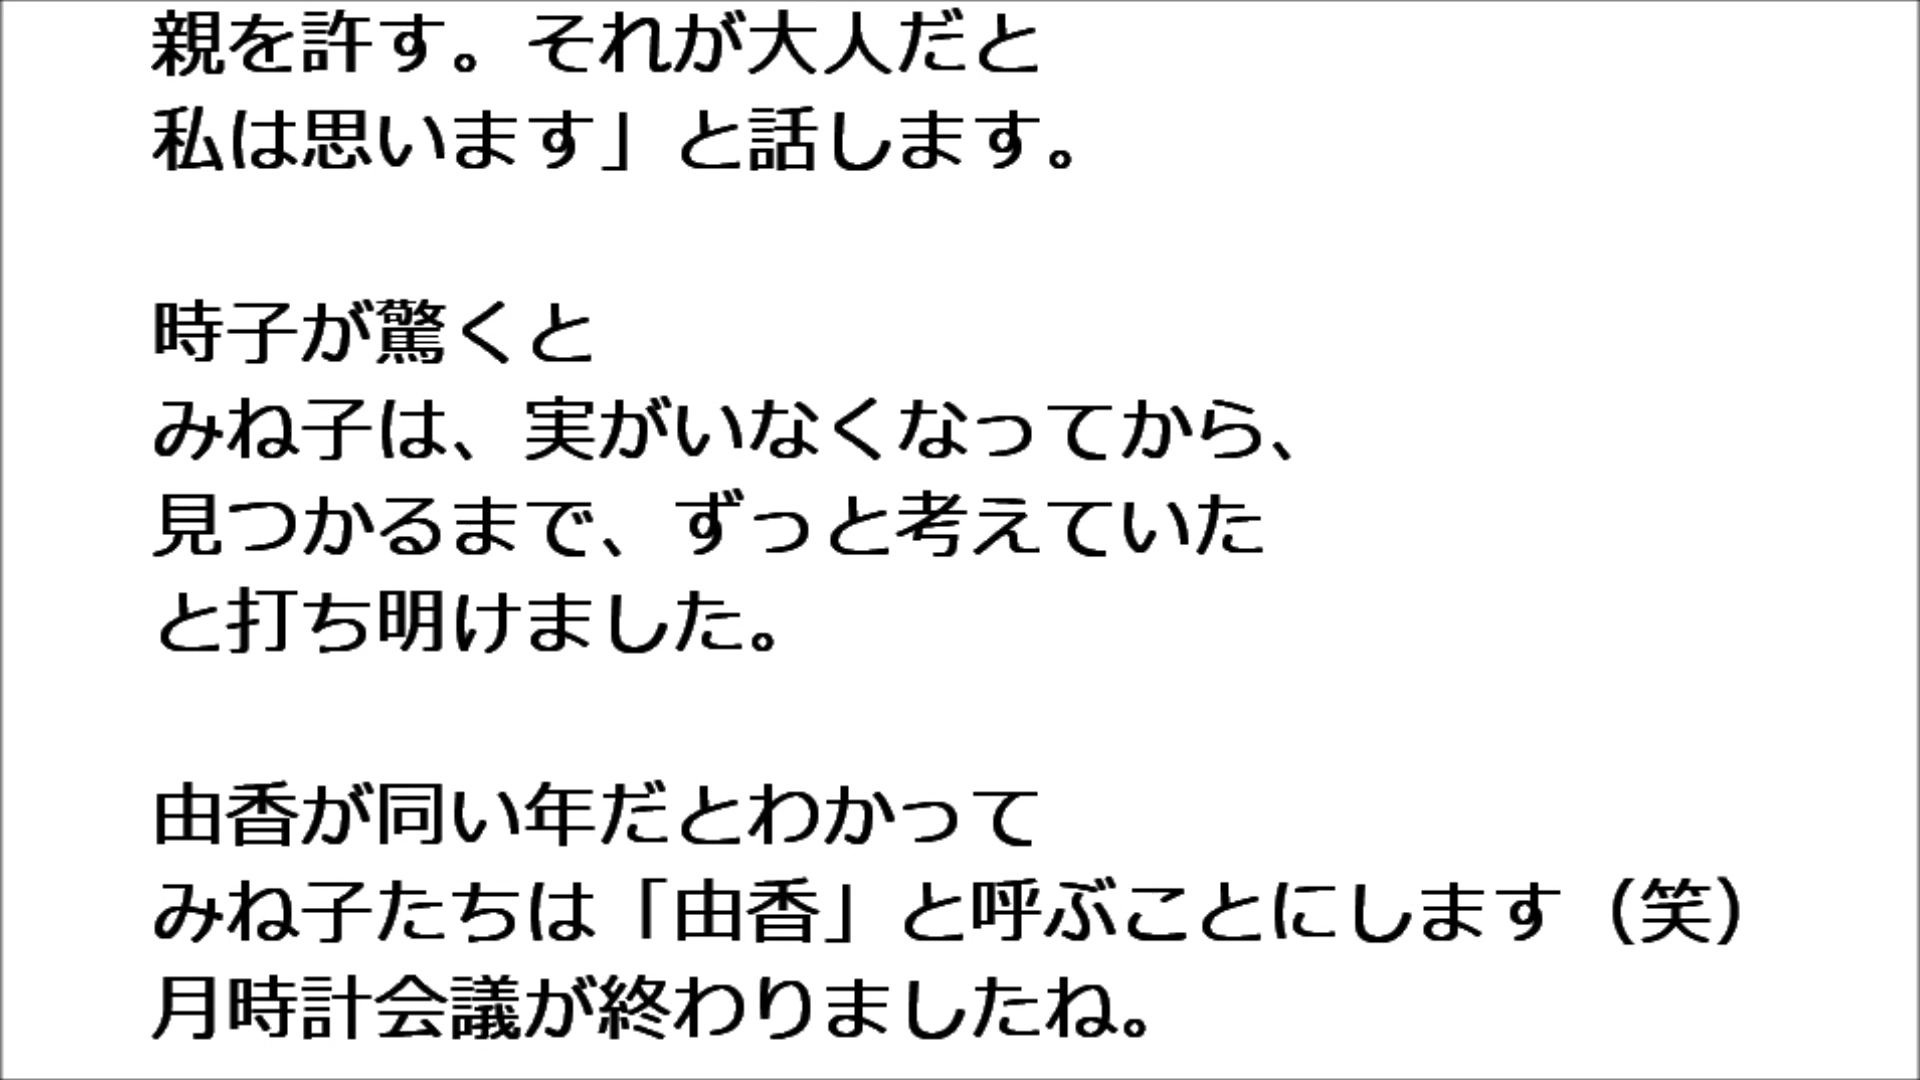 親を許す。それが大人だと
私は思います」と話します。
時子が驚くと
みね子は、実がいなくなってから、
見つかるまで、ずっと考えていた
と打ち明けました。
由香が同い年だとわかって
みね子たちは「由香」と呼ぶことにします（笑）
月時計会議が終わりましたね。